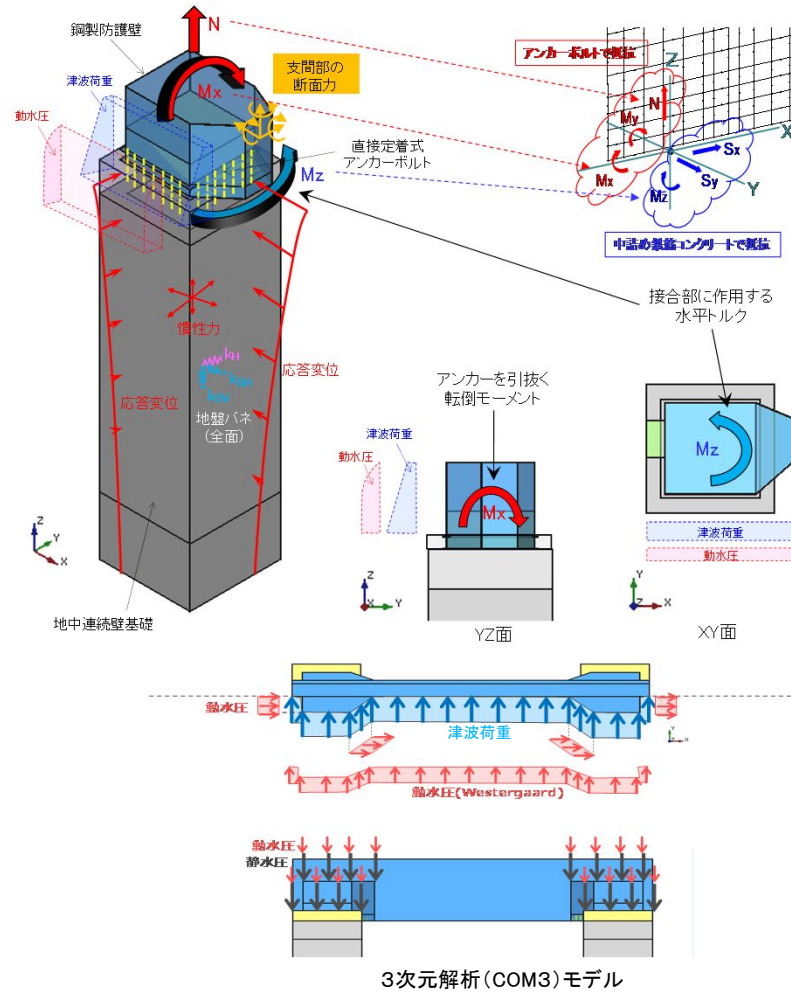 N
鋼製防護壁
支間部の
断面力
アンカーボルトで抵抗
津波荷重
Mx
動水圧
直接定着式
アンカーボルト
Mz
Z
N
My
X
Sx
Mx
Sy
Mz
Y
中詰め鉄筋コンクリートで抵抗
慣性力
接合部に作用する
水平トルク
kH
応答変位
応答変位
地盤バネ
(全面)
アンカーを引抜く
転倒モーメント
津波荷重
動水圧
Mx
Mz
津波荷重
動水圧
Z
Y
X
地中連続壁基礎
Z
X
Y
YZ面
Y
Z
X
XY面
動水圧
津波荷重
動水圧(Westergaard)
動水圧
静水圧
3次元解析(COM3)モデル